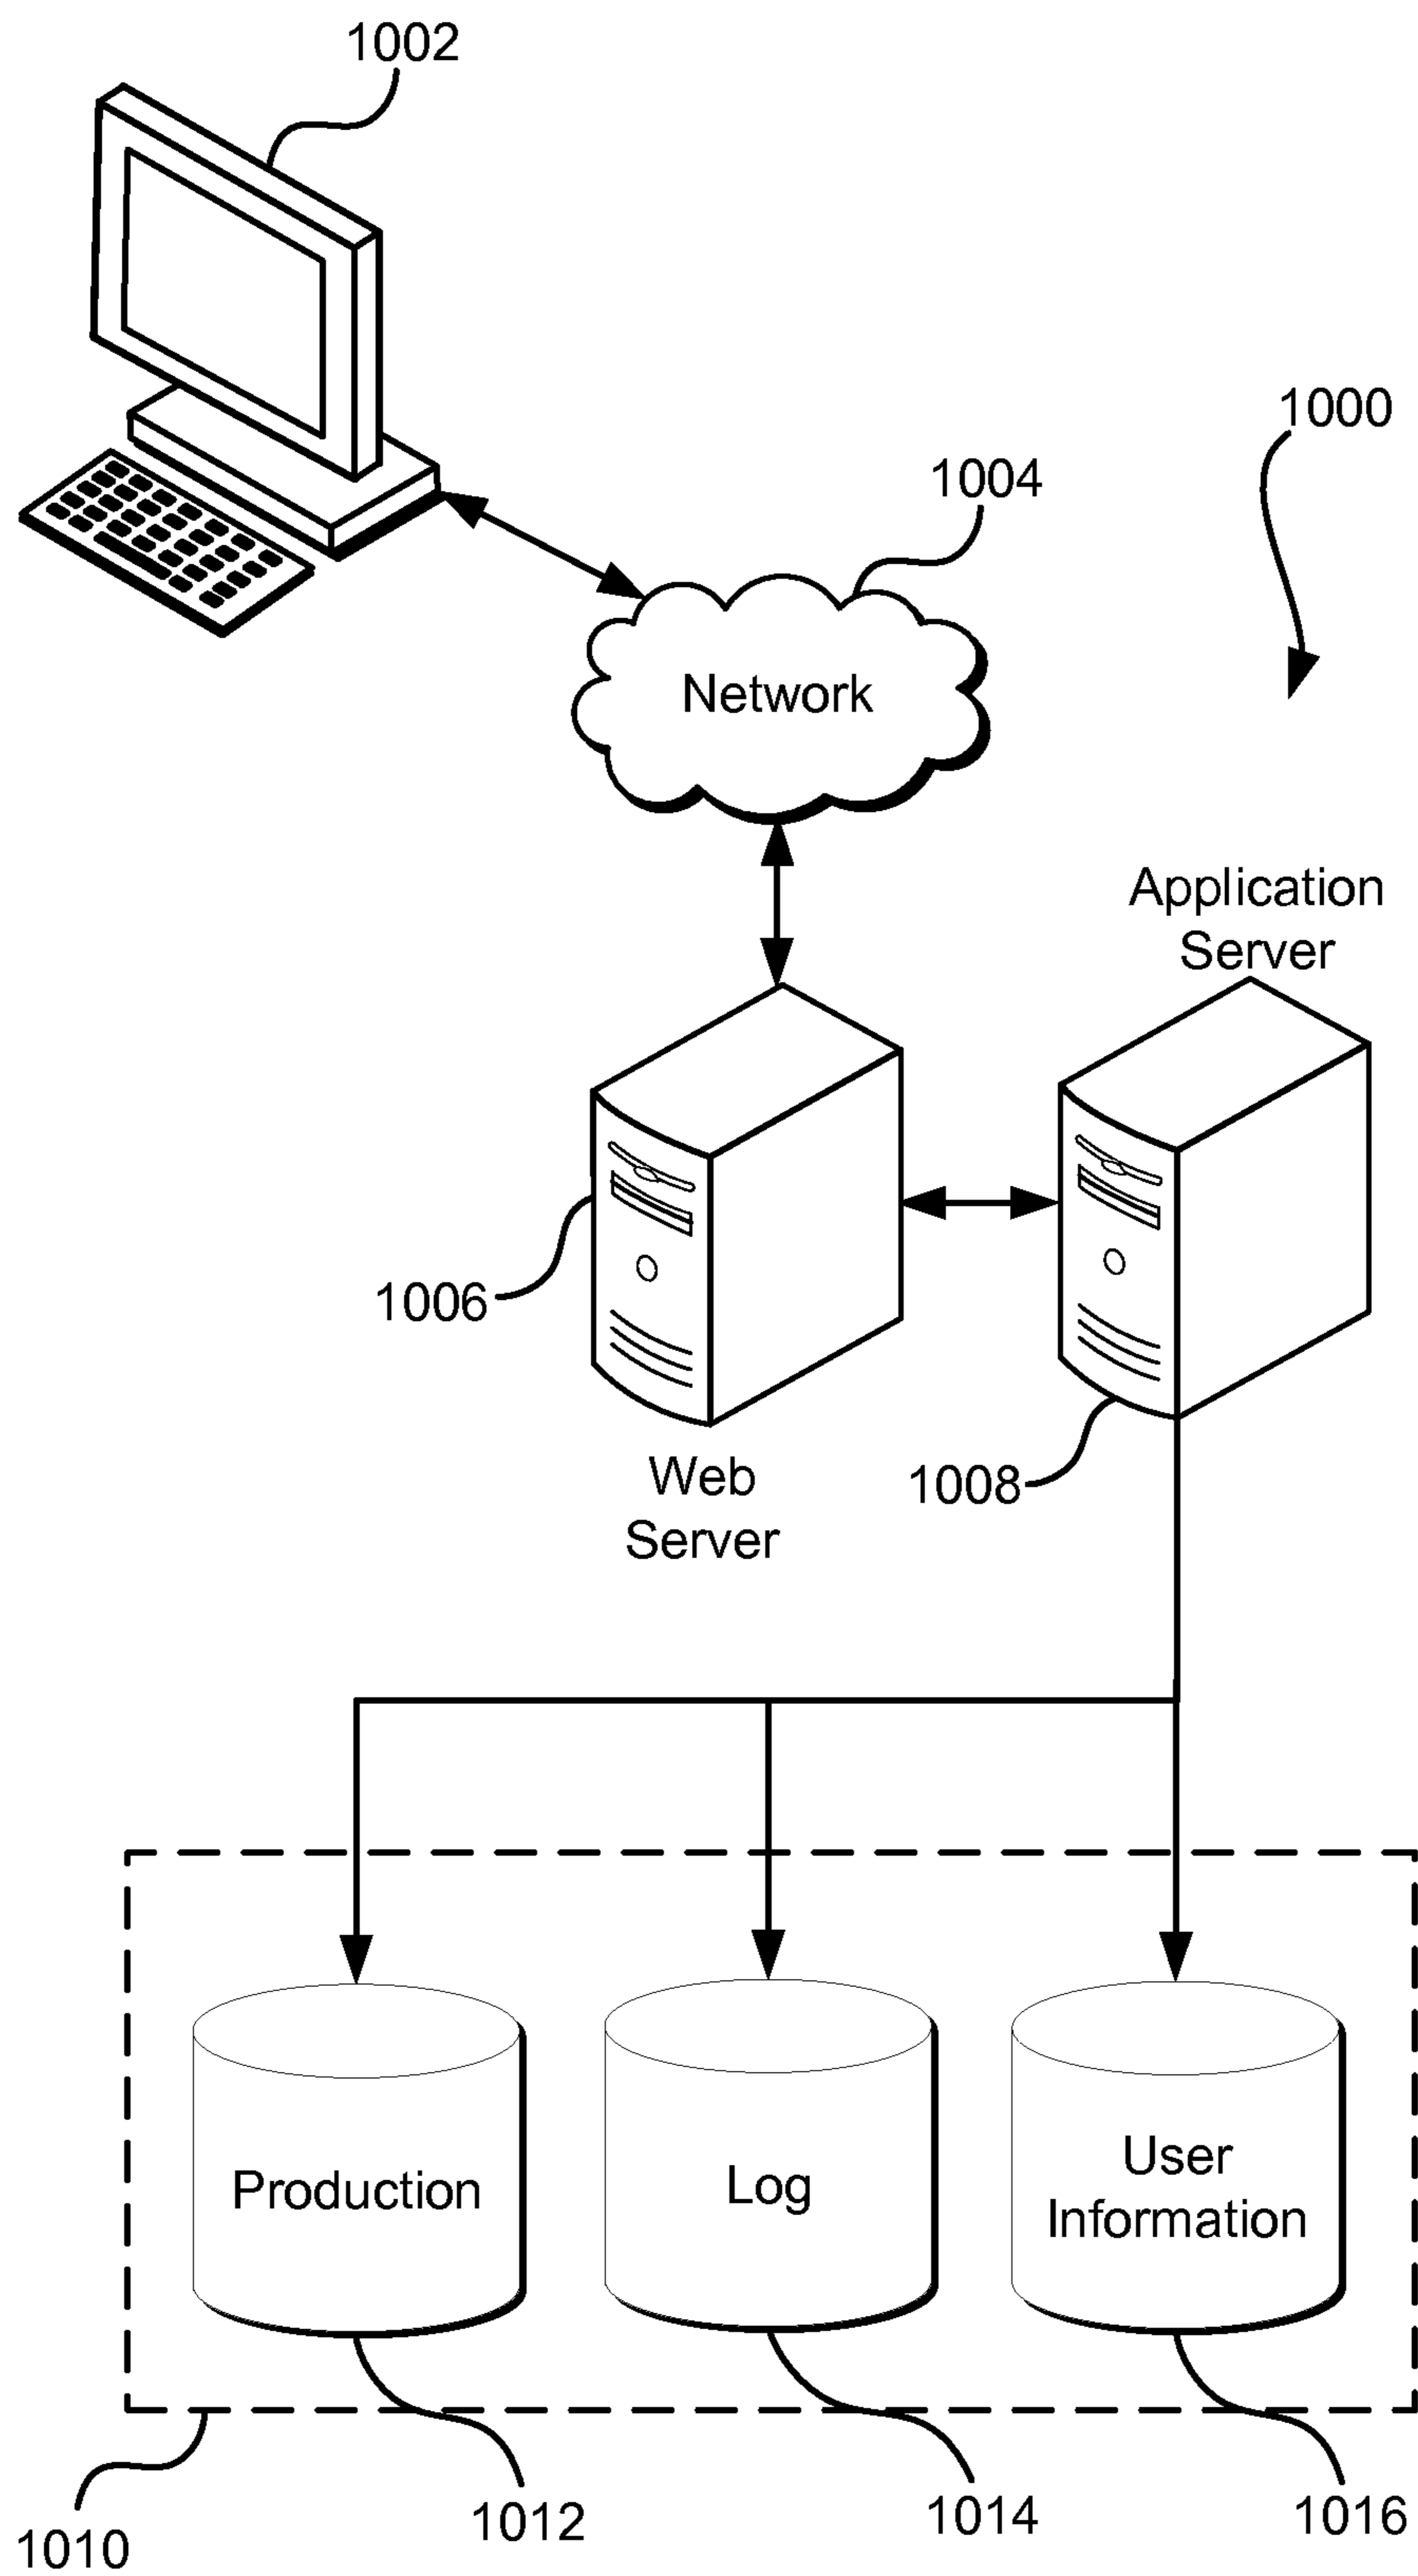 1002
1000
1004
Network
Application
Server
1006
Web
Server
1008
Production
Log
User
Information
1010
1012
1014
1016